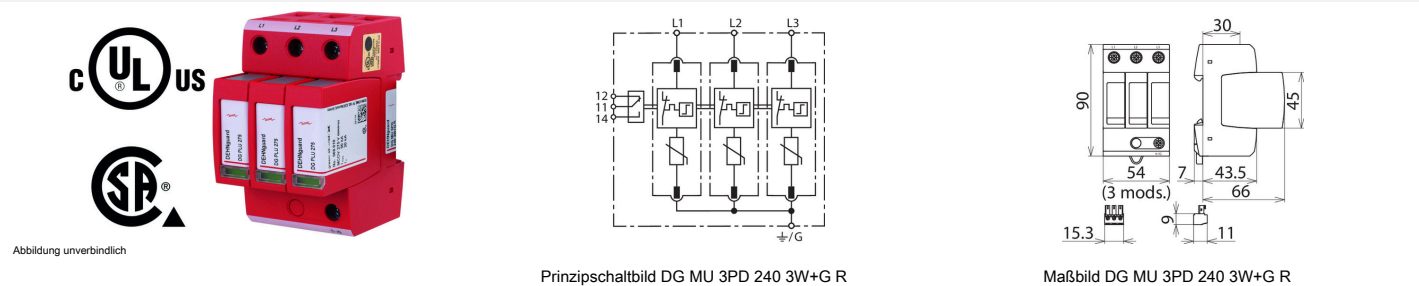 c UL ® US
SA ®
L1 L2 L3
DEHNguard
DG PLU 275
DEHNguard
DG PLU 275
DEHNguard
DG PLU 275
Abbildung unverbindlich
L1 L2 L3
12
11
14
/G
Prinzipschaltbild DG MU 3PD 240 3W+G R
30
90
45
54
(3 mods.)
7
43.5
66
15.3
9
11
Maßbild DG MU 3PD 240 3W+G R